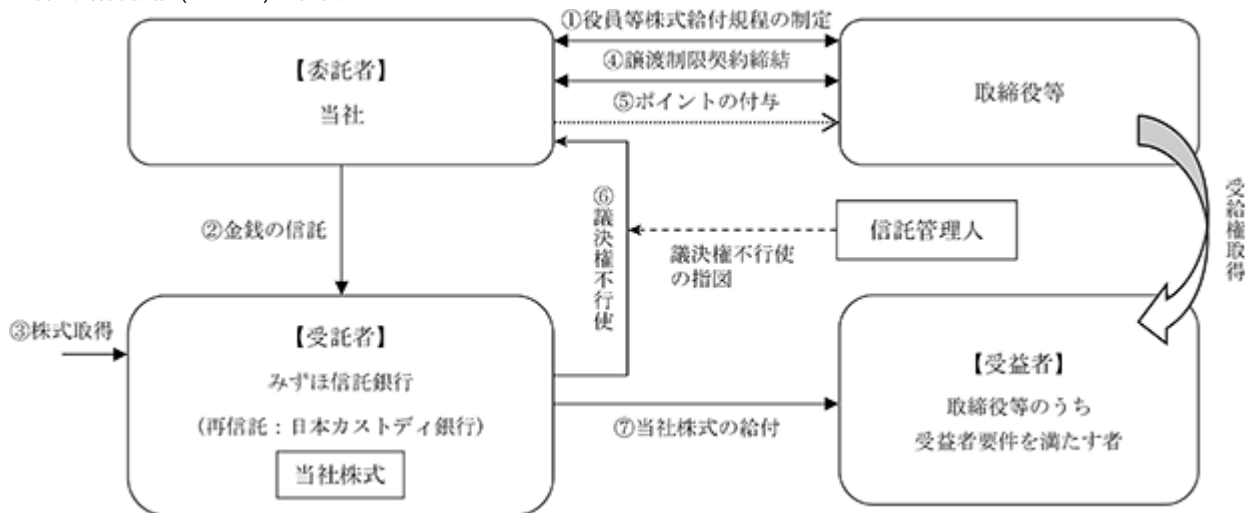 ①役員等株式給付規程の制定
【委託者】
当社
④譲渡制限契約締結
⑤ポイントの付与
取締役等
②金銭の信託
⑥議決権不行使
議決権不行使
の指図
信託管理人
受給権取得
③株式取得
【受託者】
みずほ信託銀行
(再信託：日本カストディ銀行)
当社株式
⑦当社株式の給付
【受益者】
取締役等のうち
受益者要件を満たす者